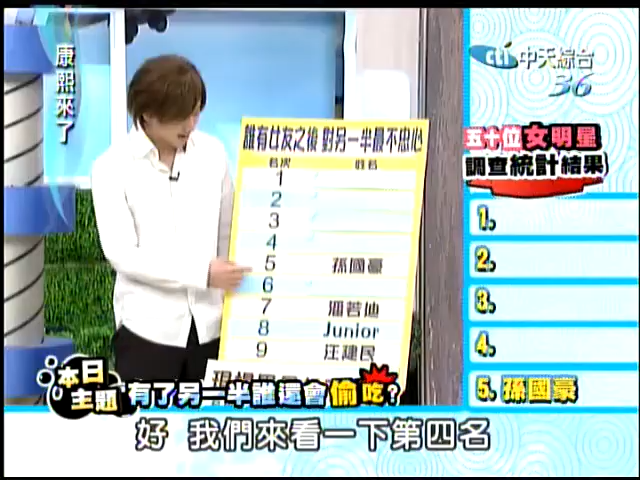 康熙來了
cti 中天綜合
36
誰有女友之後 對另一半最不忠心
名次 姓名
1
2
3
4
5 孫國豪
6
7 潘若迪
8 Junior
9 汪建民
五十位女明星
調查統計結果
1.
2.
3.
4.
5. 孫國豪
本日主題
有了另一半誰還會偷吃?
好 我們來看一下第四名